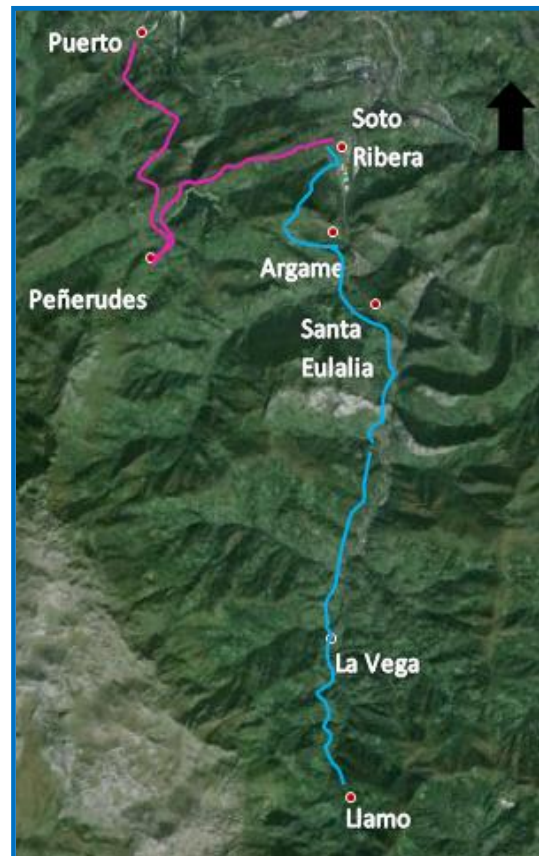 Puerto
Soto
Ribera
Argame
Peñerudes
Santa
Eulalia
La Vega
Llamo